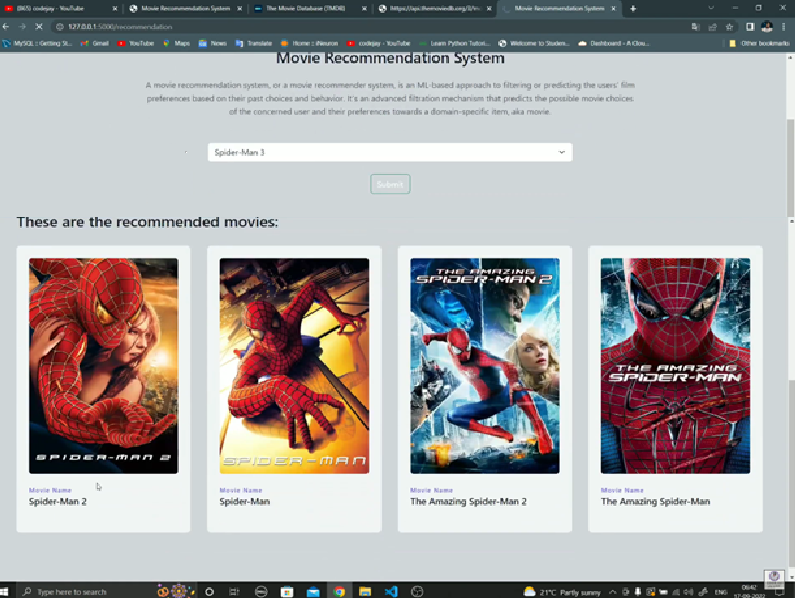 (865) codejay - YouTube
Movie Recommendation System
The Movie Database (TMDB)
https://api.themoviedb.org/3/m
Movie Recommendation System
127.0.0.1:5000/recommendation
MySQL :: Getting St...
Gmail
YouTube
Maps
News
Translate
Home :: iNeuron
codejay - YouTube
Learn Python Tutori...
Welcome to Studen...
Dashboard - A Clou...
Other bookmarks
Movie Recommendation System
A movie recommendation system, or a movie recommender system, is an ML-based approach to filtering or predicting the users' film
preferences based on their past choices and behavior. It's an advanced filtration mechanism that predicts the possible movie choices
of the concerned user and their preferences towards a domain-specific item, aka movie.
Spider-Man 3
Submit
These are the recommended movies:
SPIDER-MAN 2
SPIDER-MAN
THE AMAZING
SPIDER-MAN 2
THE AMAZING
SPIDER-MAN
Movie Name
Spider-Man 2
Movie Name
Spider-Man
Movie Name
The Amazing Spider-Man 2
Movie Name
The Amazing Spider-Man
Type here to search
21°C Partly sunny
ENG
06:42
17-09-2022